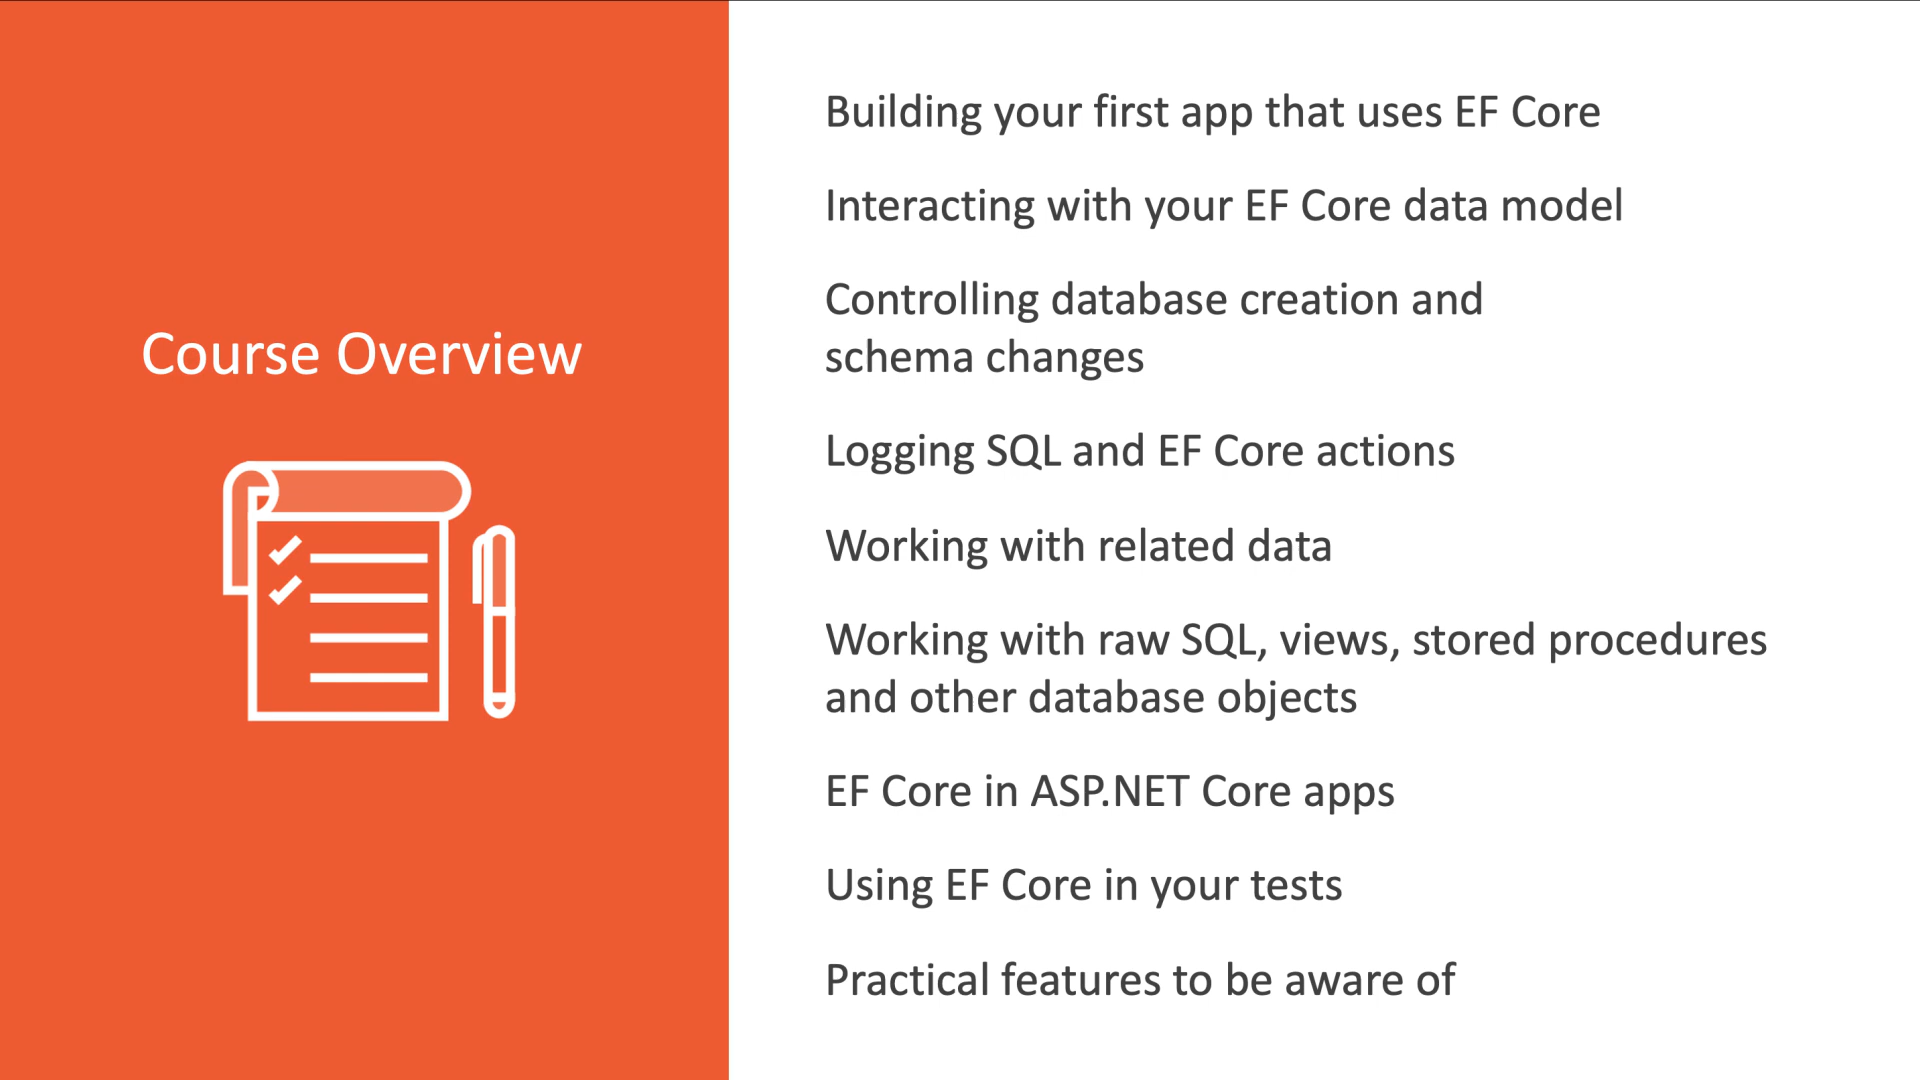 Course Overview
Building your first app that uses EF Core
Interacting with your EF Core data model
Controlling database creation and
schema changes
Logging SQL and EF Core actions
Working with related data
Working with raw SQL, views, stored procedures
and other database objects
EF Core in ASP.NET Core apps
Using EF Core in your tests
Practical features to be aware of